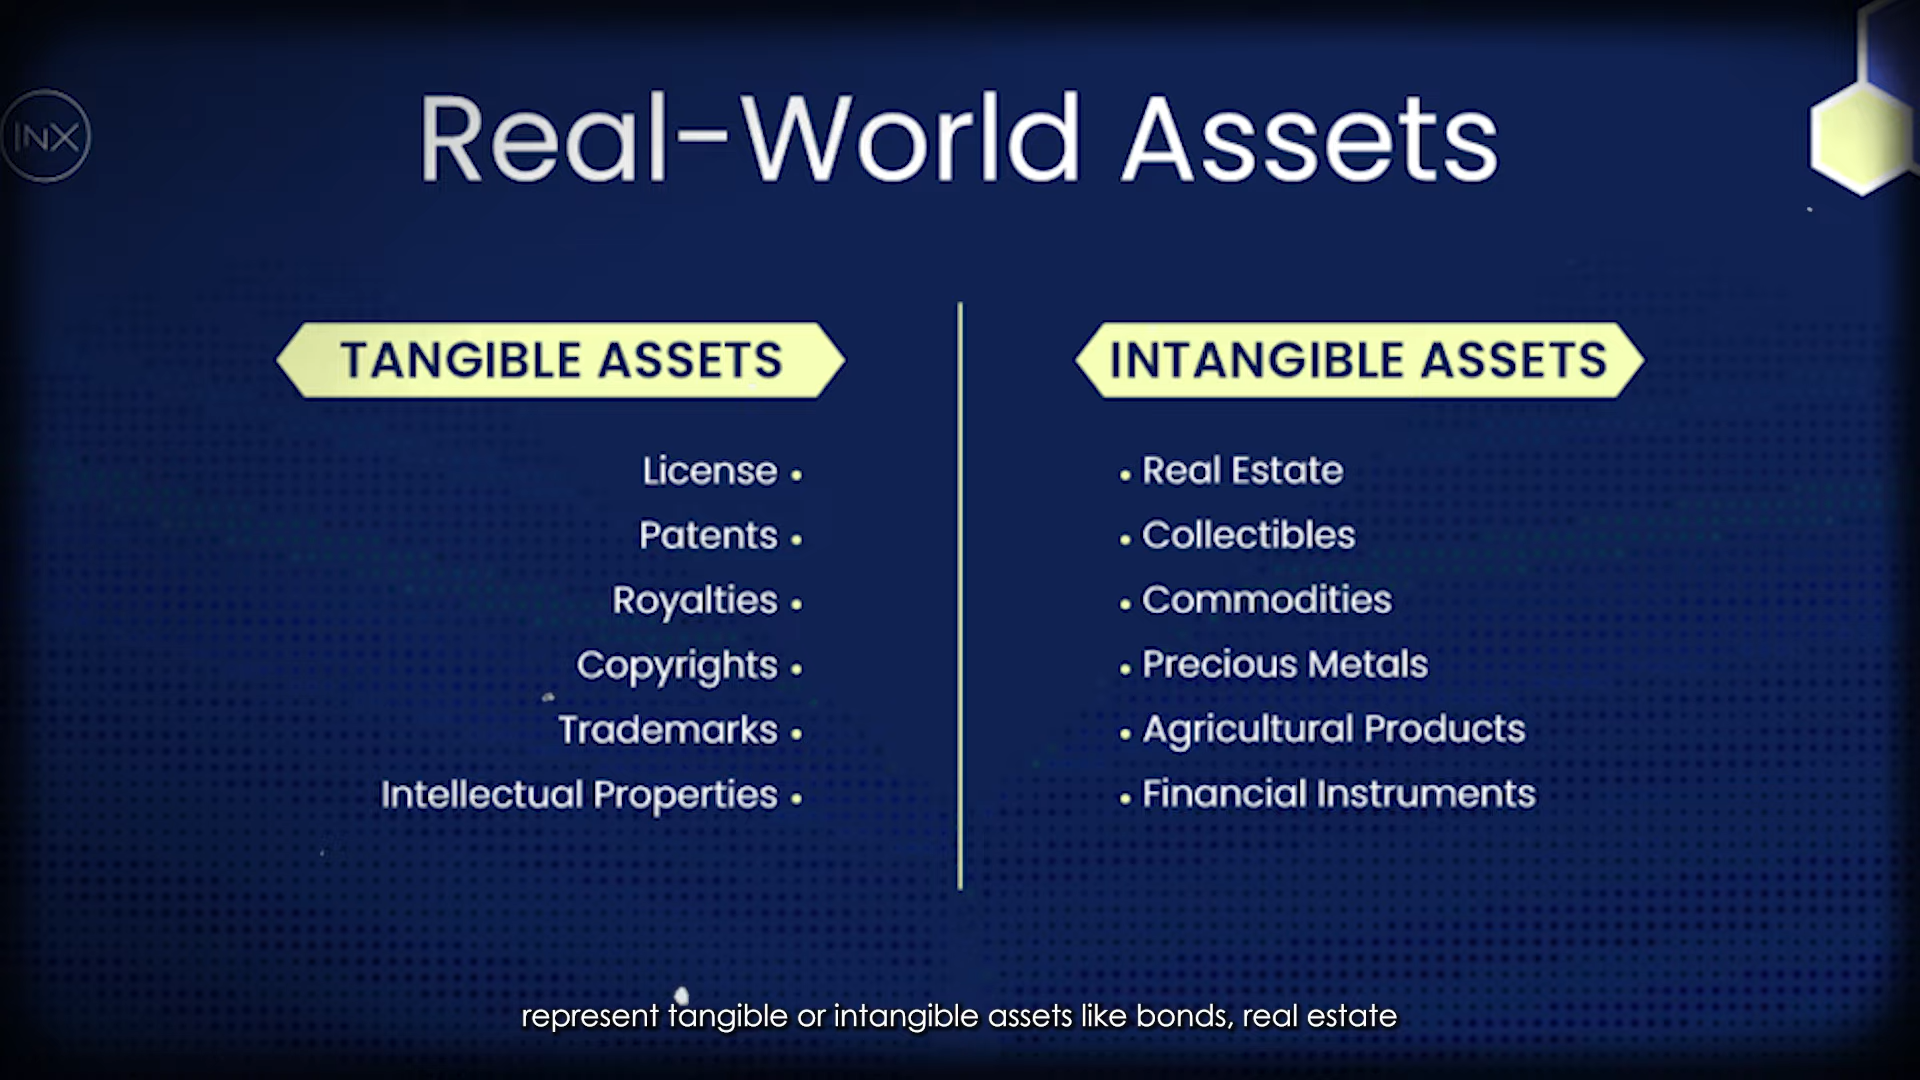 INX
Real-World Assets
TANGIBLE ASSETS
License
Patents
Royalties
Copyrights
Trademarks
Intellectual Properties
INTANGIBLE ASSETS
Real Estate
Collectibles
Commodities
Precious Metals
Agricultural Products
Financial Instruments
represent tangible or intangible assets like bonds, real estate